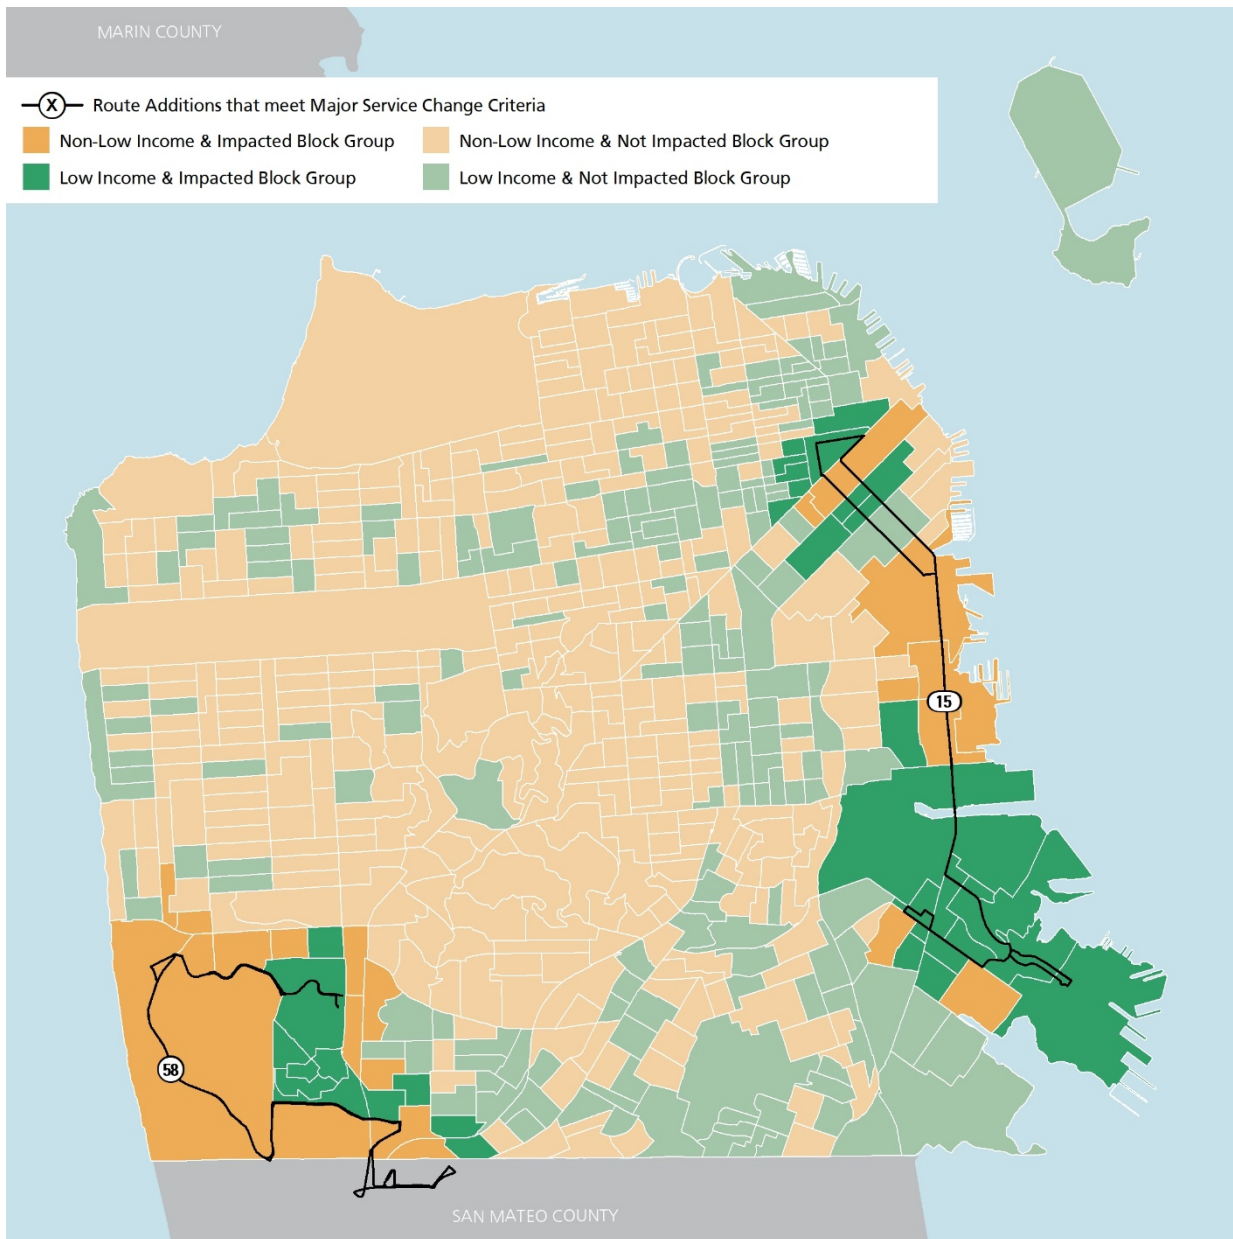 MARIN COUNTY
X Route Additions that meet Major Service Change Criteria
Non-Low Income & Impacted Block Group
Non-Low Income & Not Impacted Block Group
Low Income & Impacted Block Group
Low Income & Not Impacted Block Group
15
58
SAN MATEO COUNTY